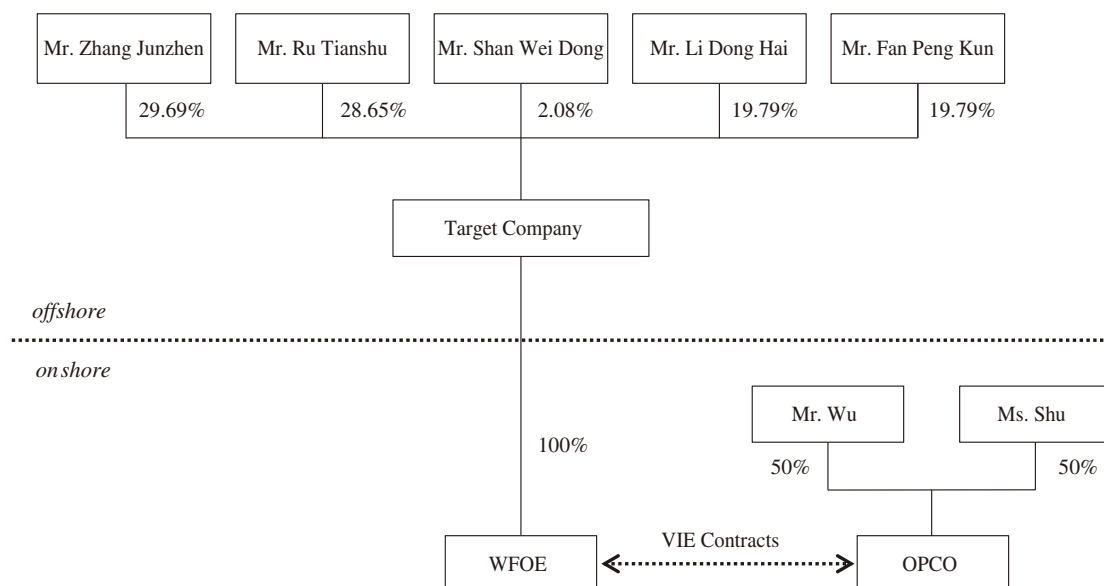 Mr. Zhang Junzhen
Mr. Ru Tianshu
Mr. Shan Wei Dong
Mr. Li Dong Hai
Mr. Fan Peng Kun
29.69%
28.65%
2.08%
19.79%
19.79%
Target Company
offshore
onshore
Mr. Wu
Ms. Shu
100%
50%
50%
VIE Contracts
WFOE
OPCO